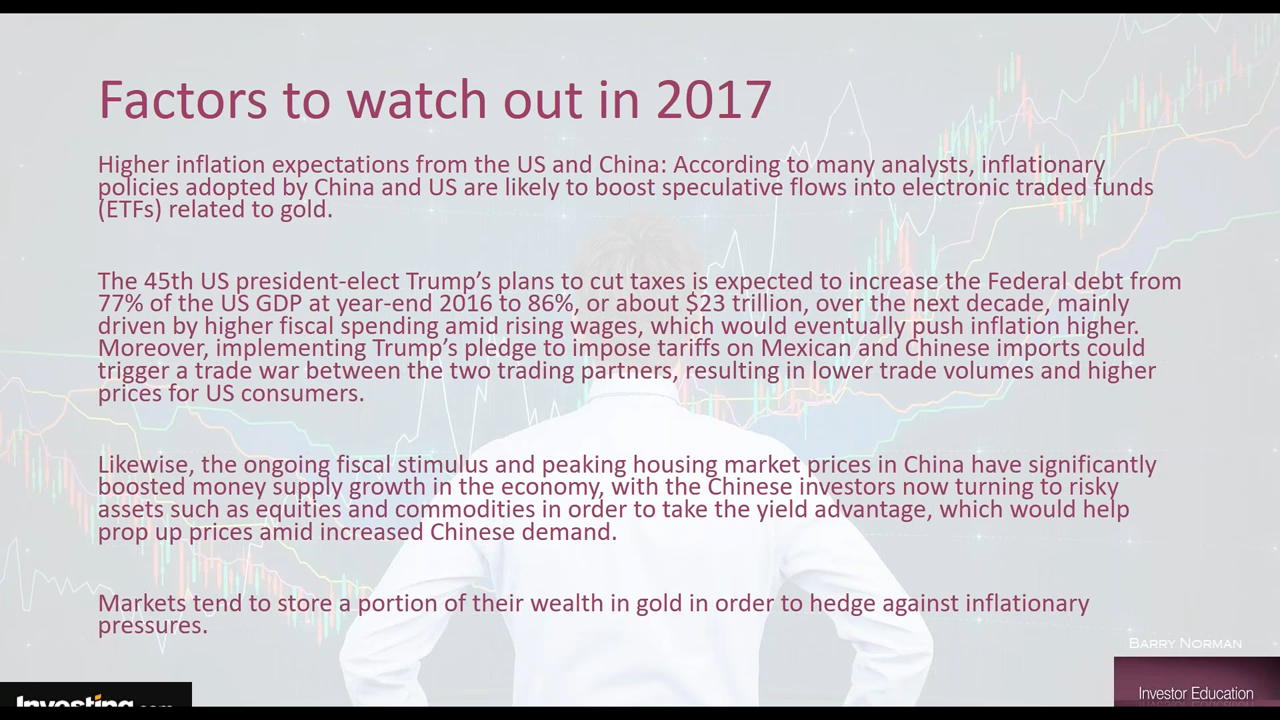 Factors to watch out in 2017
Higher inflation expectations from the US and China: According to many analysts, inflationary
policies adopted by China and US are likely to boost speculative flows into electronic traded funds
(ETFs) related to gold.
The 45th US president-elect Trump’s plans to cut taxes is expected to increase the Federal debt from
77% of the US GDP at year-end 2016 to 86%, or about $23 trillion, over the next decade, mainly
driven by higher fiscal spending amid rising wages, which would eventually push inflation higher.
Moreover, implementing Trump’s pledge to impose tariffs on Mexican and Chinese imports could
trigger a trade war between the two trading partners, resulting in lower trade volumes and higher
prices for US consumers.
Likewise, the ongoing fiscal stimulus and peaking housing market prices in China have significantly
boosted money supply growth in the economy, with the Chinese investors now turning to risky
assets such as equities and commodities in order to take the yield advantage, which would help
prop up prices amid increased Chinese demand.
Markets tend to store a portion of their wealth in gold in order to hedge against inflationary
pressures.
Barry Norman
Investing.com
Investor Education